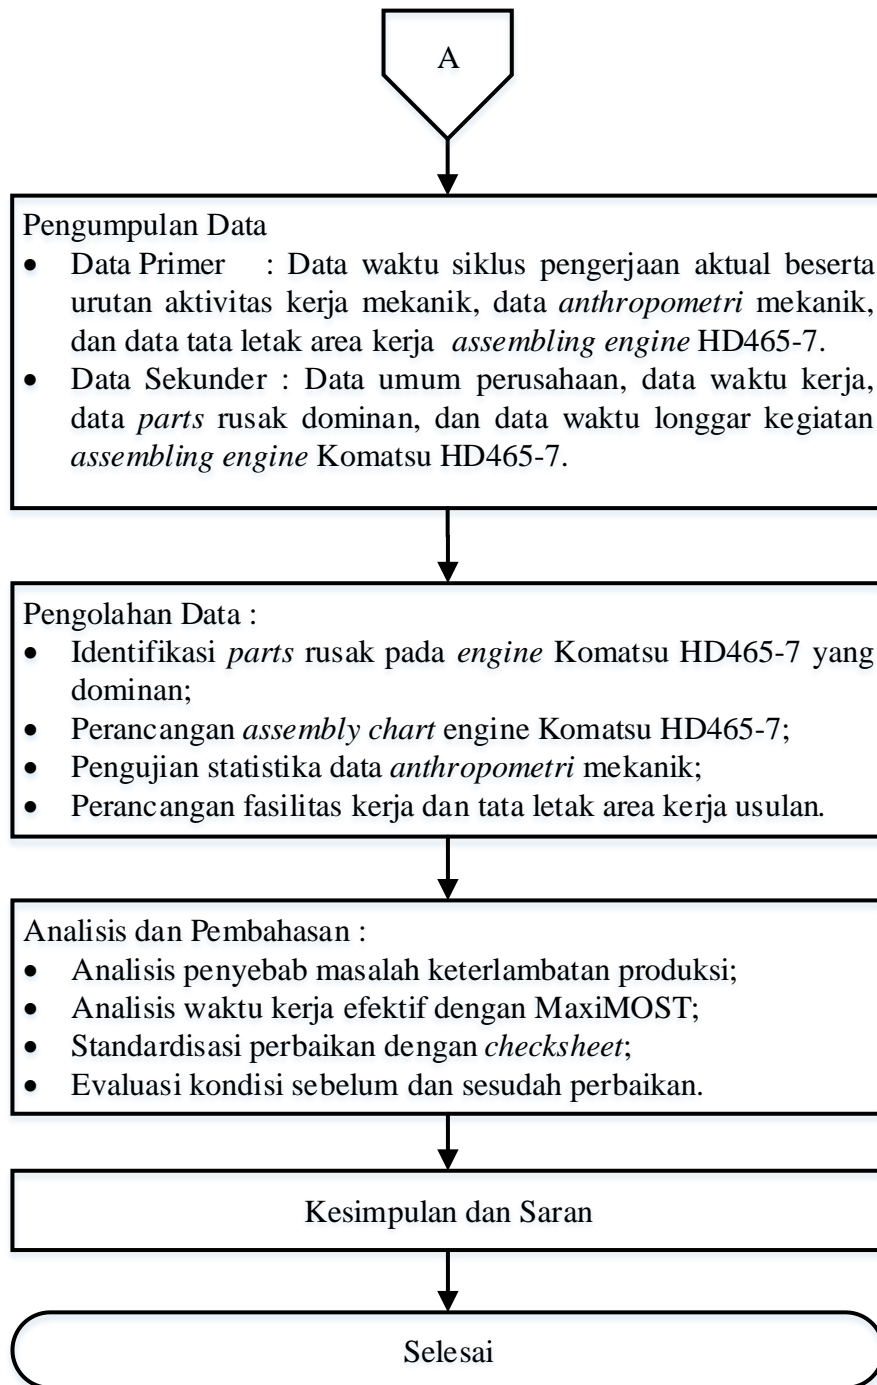 A
Pengumpulan Data
• Data Primer : Data waktu siklus pengerjaan aktual beserta
urutan aktivitas kerja mekanik, data anthropometri mekanik,
dan data tata letak area kerja assembling engine HD465-7.
• Data Sekunder : Data umum perusahaan, data waktu kerja,
data parts rusak dominan, dan data waktu longgar kegiatan
assembling engine Komatsu HD465-7.
Pengolahan Data :
• Identifikasi parts rusak pada engine Komatsu HD465-7 yang
dominan;
• Perancangan assembly chart engine Komatsu HD465-7;
• Pengujian statistika data anthropometri mekanik;
• Perancangan fasilitas kerja dan tata letak area kerja usulan.
Analisis dan Pembahasan :
• Analisis penyebab masalah keterlambatan produksi;
• Analisis waktu kerja efektif dengan MaxiMOST;
• Standardisasi perbaikan dengan checksheet;
• Evaluasi kondisi sebelum dan sesudah perbaikan.
Kesimpulan dan Saran
Selesai